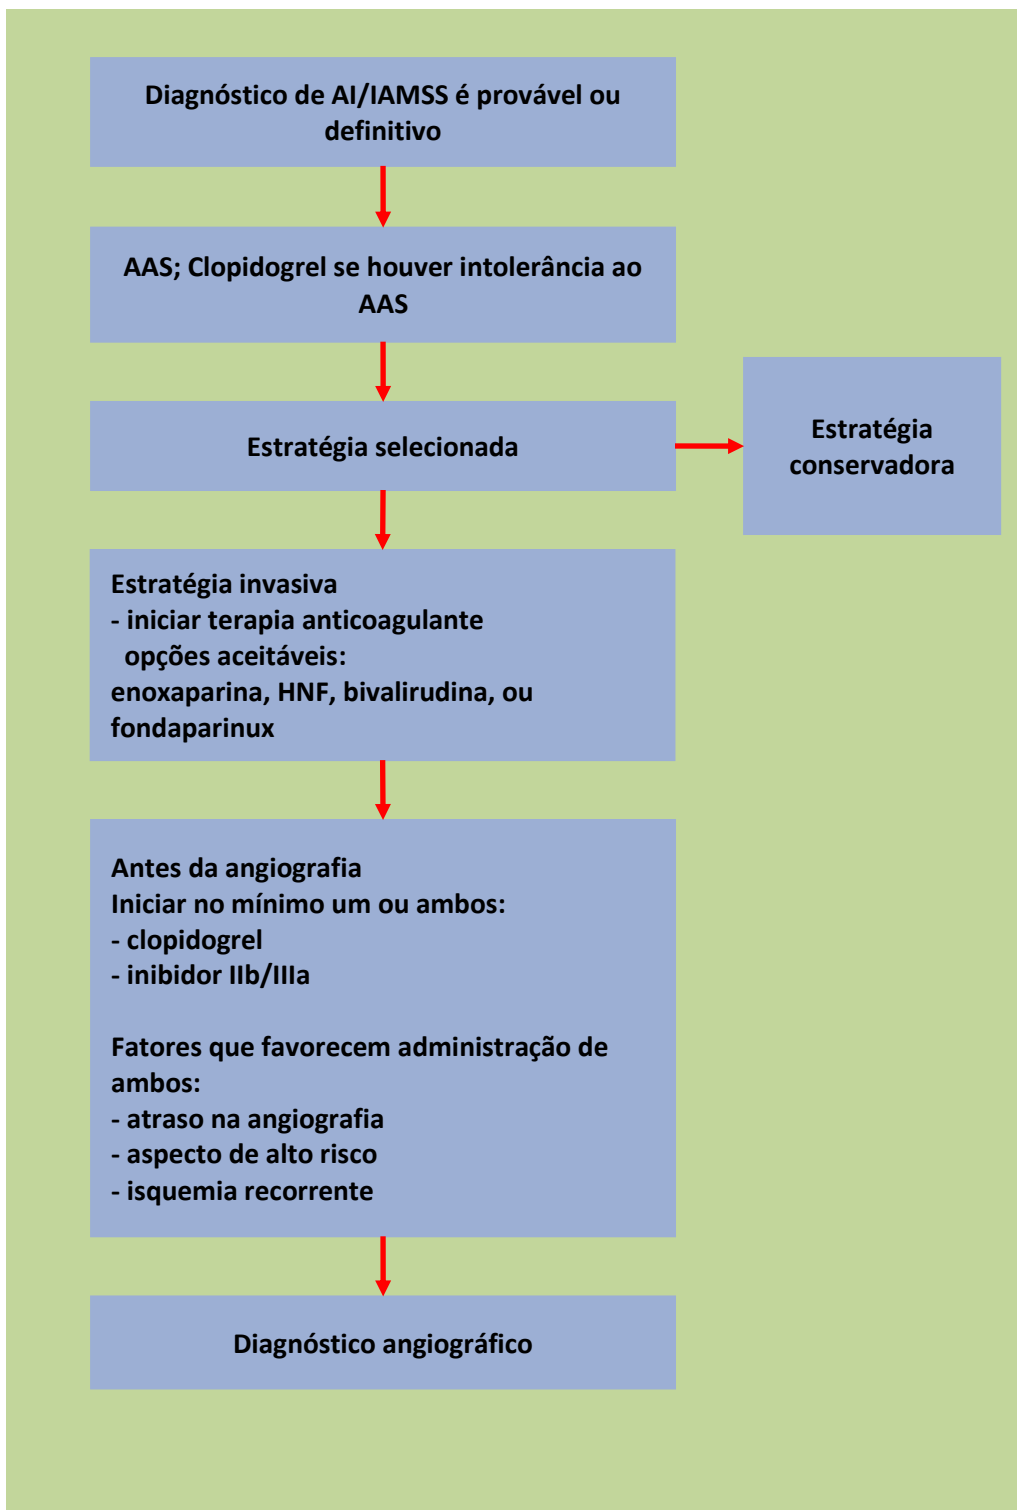 Diagnóstico de AI/IAMSS é provável ou
definitivo
AAS; Clopidogrel se houver intolerância ao
AAS
Estratégia selecionada
Estratégia
conservadora
Estratégia invasiva
- iniciar terapia anticoagulante
opções aceitáveis:
enoxaparina, HNF, bivalirudina, ou
fondaparinux
Antes da angiografia
Iniciar no mínimo um ou ambos:
- clopidogrel
- inibidor IIb/IIIa
Fatores que favorecem administração de
ambos:
- atraso na angiografia
- aspecto de alto risco
- isquemia recorrente
Diagnóstico angiográfico